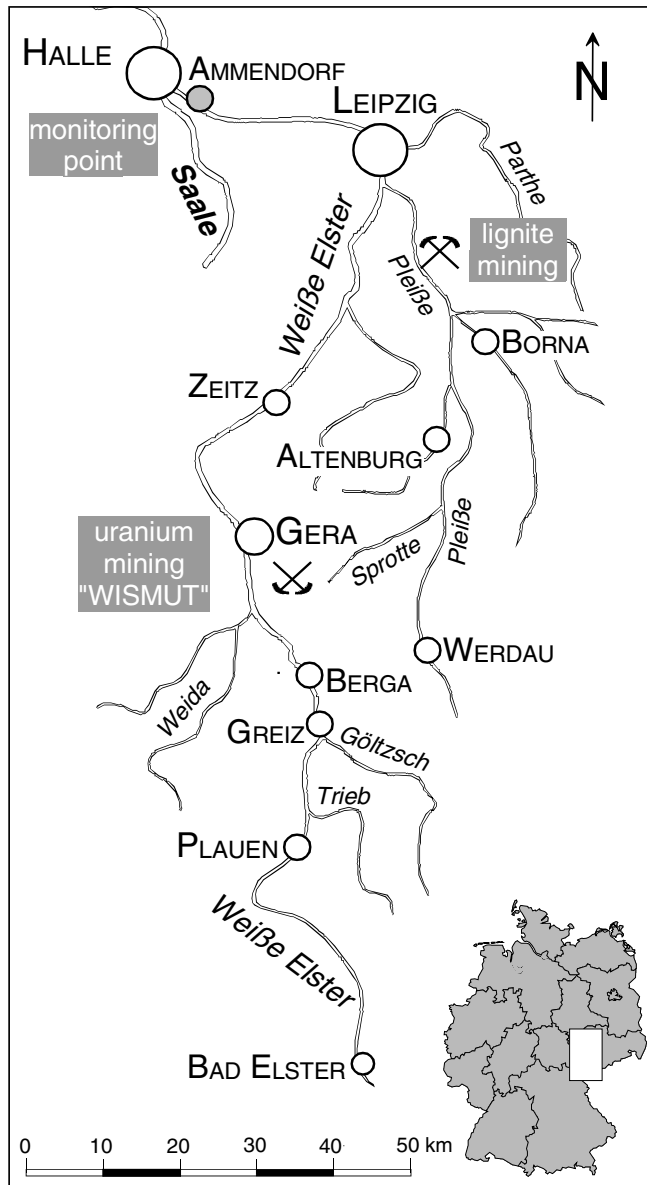 HALLE
AMMENDORF
LEIPZIG
N
monitoring
point
Saale
Parthe
Weiße Elster
lignite
mining
Pleiße
BORNA
ZEITZ
ALTENBURG
GERA
Sprotte
Pleiße
uranium
mining
"WISMUT"
WERDAU
BERGA
Weida
GREIZ
Göltzsch
Trieb
PLAUEN
Weiße Elster
BAD ELSTER
0 10 20 30 40 50 km